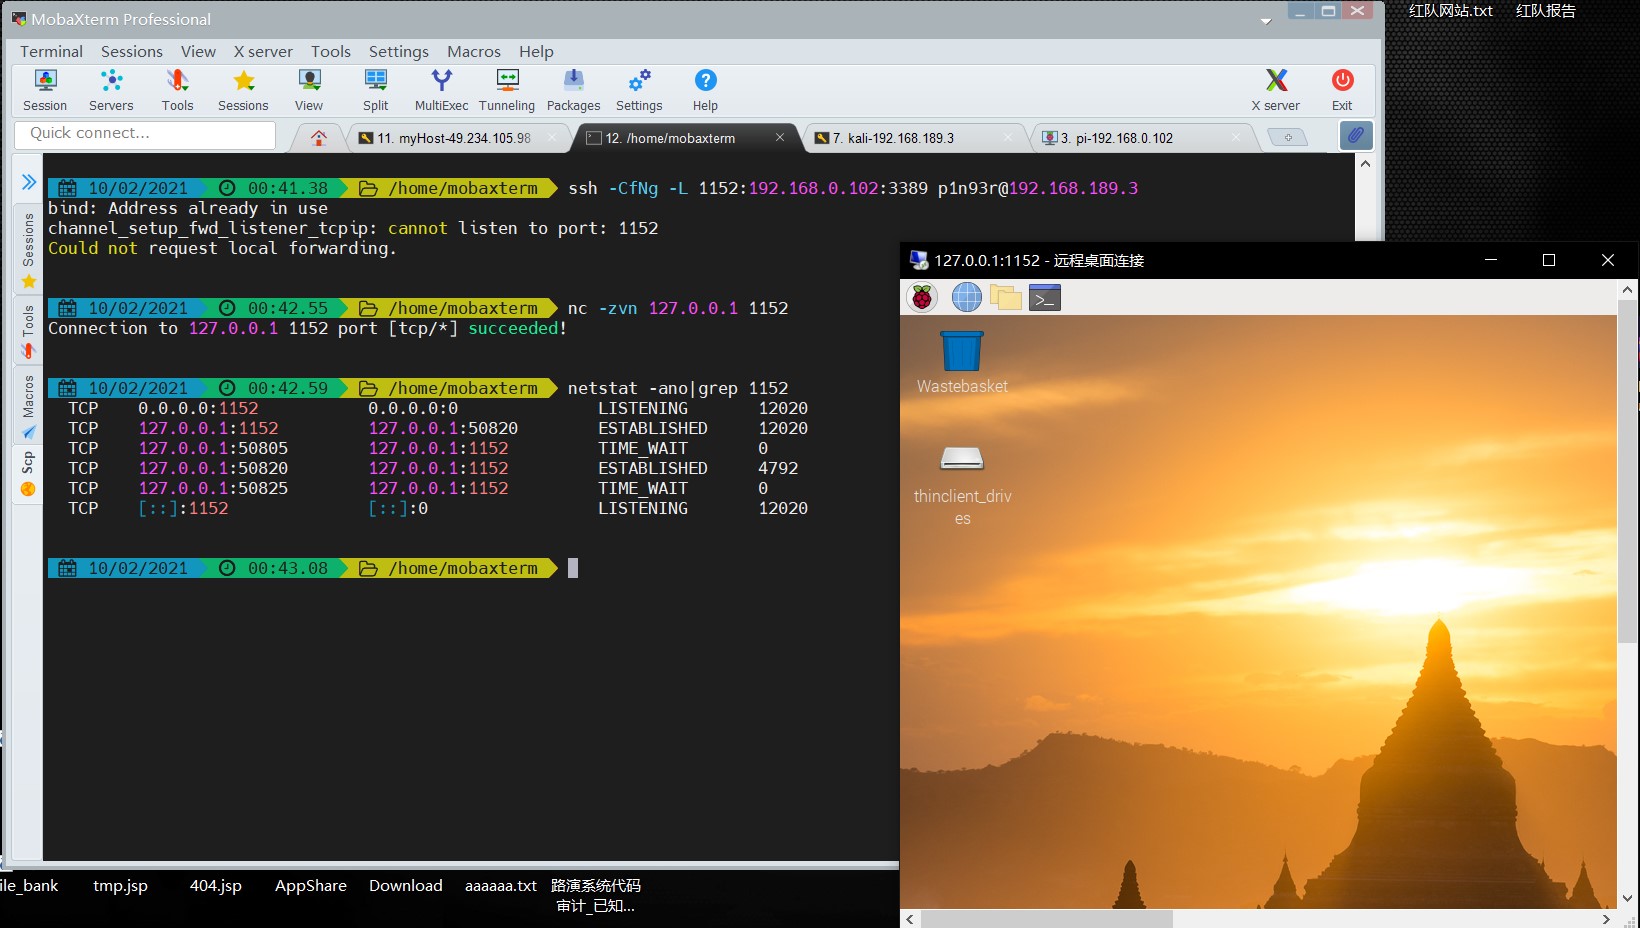 MobaXterm Professional
Terminal Sessions View X server Tools Settings Macros Help
Session Servers Tools Sessions View Split MultiExec Tunneling Packages Settings Help X server Exit
Quick connect...
11. myHost-49.234.105.98
12. /home/mobaxterm
7. kali-192.168.189.3
3. pi-192.168.0.102
Sessions
Tools
Macros
Scp
10/02/2021 00:41.38 /home/mobaxterm ssh -CfNg -L 1152:192.168.0.102:3389 p1n93r@192.168.189.3
bind: Address already in use
channel_setup_fwd_listener_tcpip: cannot listen to port: 1152
Could not request local forwarding.
10/02/2021 00:42.55 /home/mobaxterm nc -zvn 127.0.0.1 1152
Connection to 127.0.0.1 1152 port [tcp/*] succeeded!
10/02/2021 00:42.59 /home/mobaxterm netstat -ano|grep 1152
TCP 0.0.0.0:1152 0.0.0.0:0 LISTENING 12020
TCP 127.0.0.1:1152 127.0.0.1:50820 ESTABLISHED 12020
TCP 127.0.0.1:50805 127.0.0.1:1152 TIME_WAIT 0
TCP 127.0.0.1:50820 127.0.0.1:1152 ESTABLISHED 4792
TCP 127.0.0.1:50825 127.0.0.1:1152 TIME_WAIT 0
TCP [::]:1152 [::]:0 LISTENING 12020
10/02/2021 00:43.08 /home/mobaxterm
红队网站.txt 红队报告
127.0.0.1:1152 - 远程桌面连接
Wastebasket
thinclient_driv
es
ile_bank tmp.jsp 404.jsp AppShare Download aaaaaa.txt 路演系统代码
审计_已知...